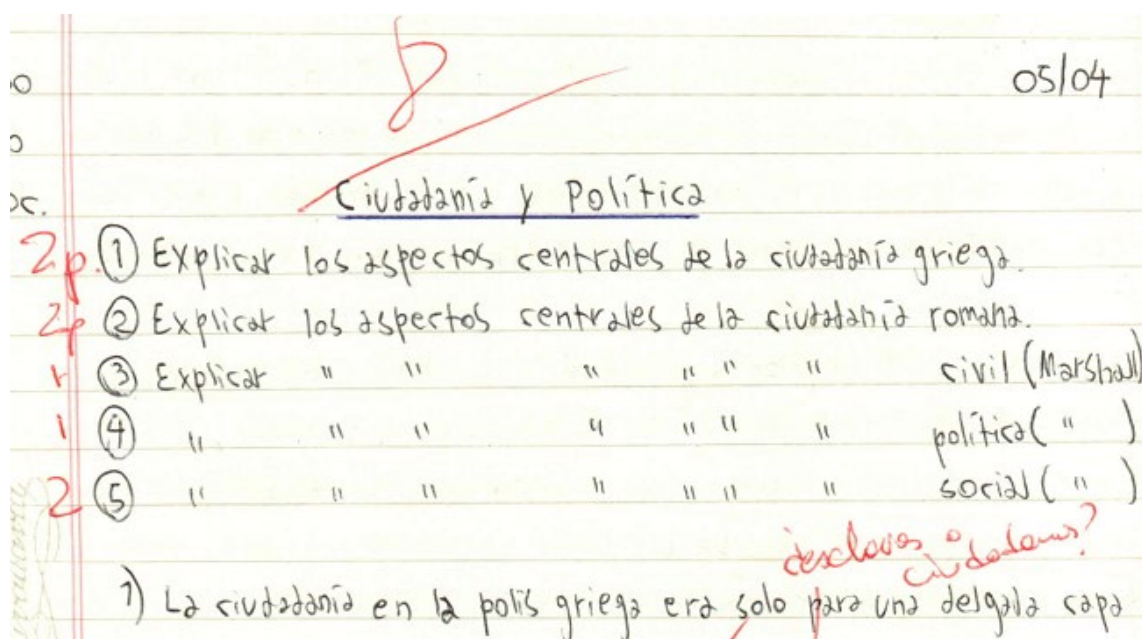 8
05/04
Ciudadanía y Política
2p. ① Explicar los aspectos centrales de la ciudadanía griega.
2p ② Explicar los aspectos centrales de la ciudadanía romana.
③ Explicar " " " " " " civil (Marshall)
1 ④ " " " " " " " política ( " )
2 ⑤ " " " " " " " social ( " )
¿esclavos o ciudadanos?
1) La ciudadanía en la polis griega era solo para una delgada capa